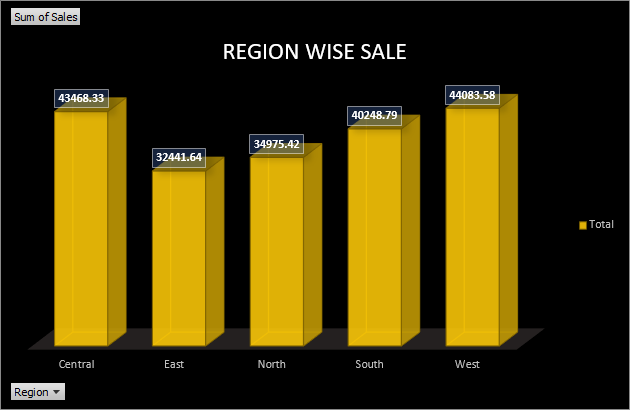 Sum of Sales
REGION WISE SALE
43468.33
32441.64
34975.42
40248.79
44083.58
Total
Central
East
North
South
West
Region